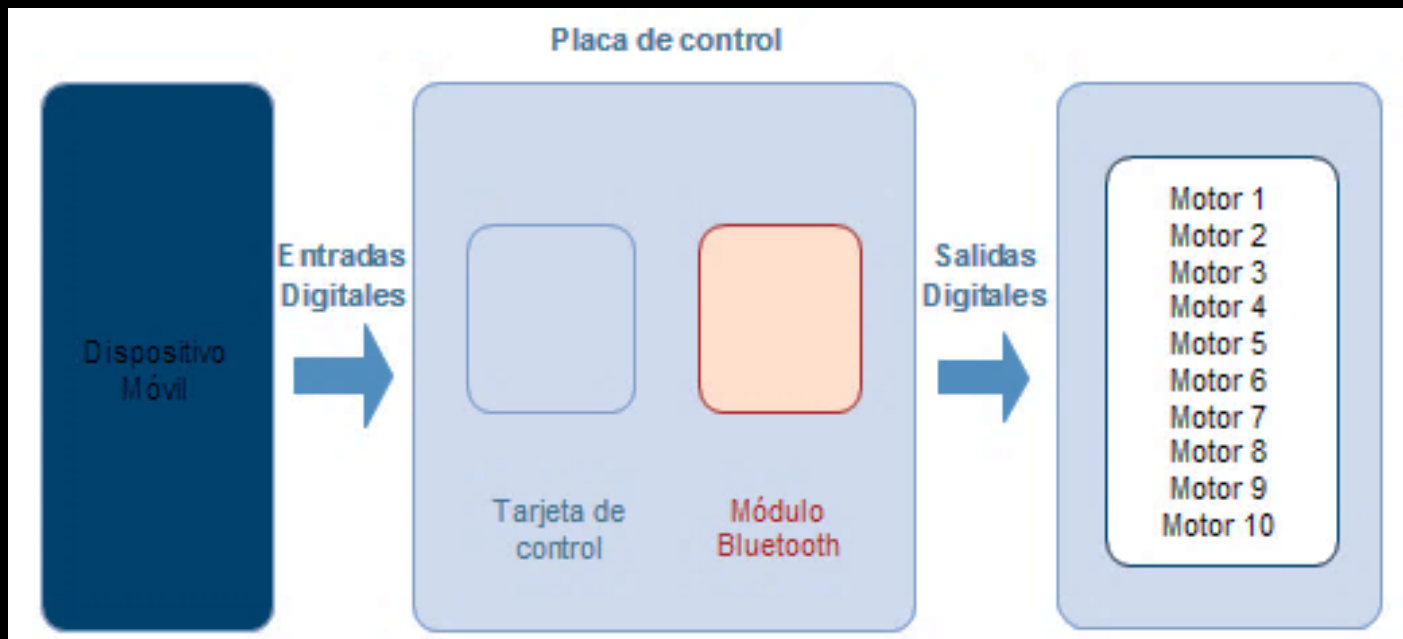 Placa de control
Dispositivo
Móvil
Entradas
Digitales
Tarjeta de
control
Módulo
Bluetooth
Salidas
Digitales
Motor 1
Motor 2
Motor 3
Motor 4
Motor 5
Motor 6
Motor 7
Motor 8
Motor 9
Motor 10